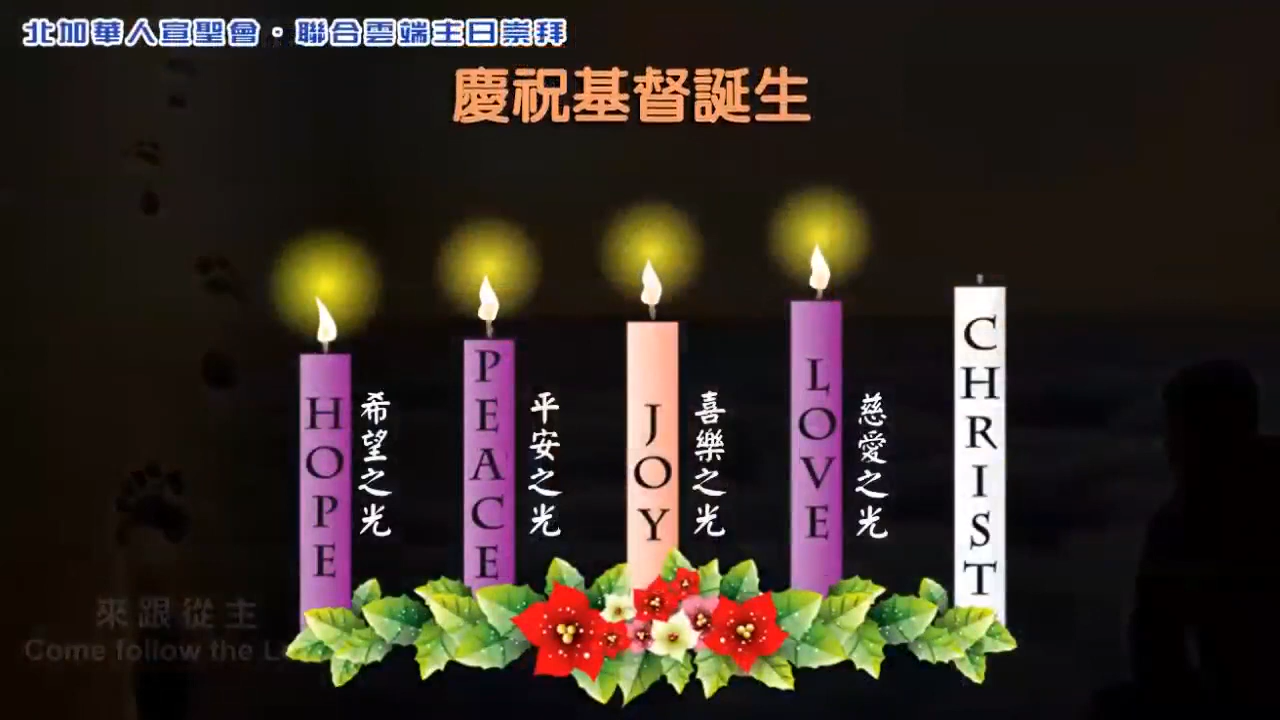 北加華人宣聖會·聯合雲端主日崇拜
慶祝基督誕生
HOPE
希望之光
PEACE
平安之光
JOY
喜樂之光
LOVE
慈愛之光
CHRIST
來跟從主
Come follow the